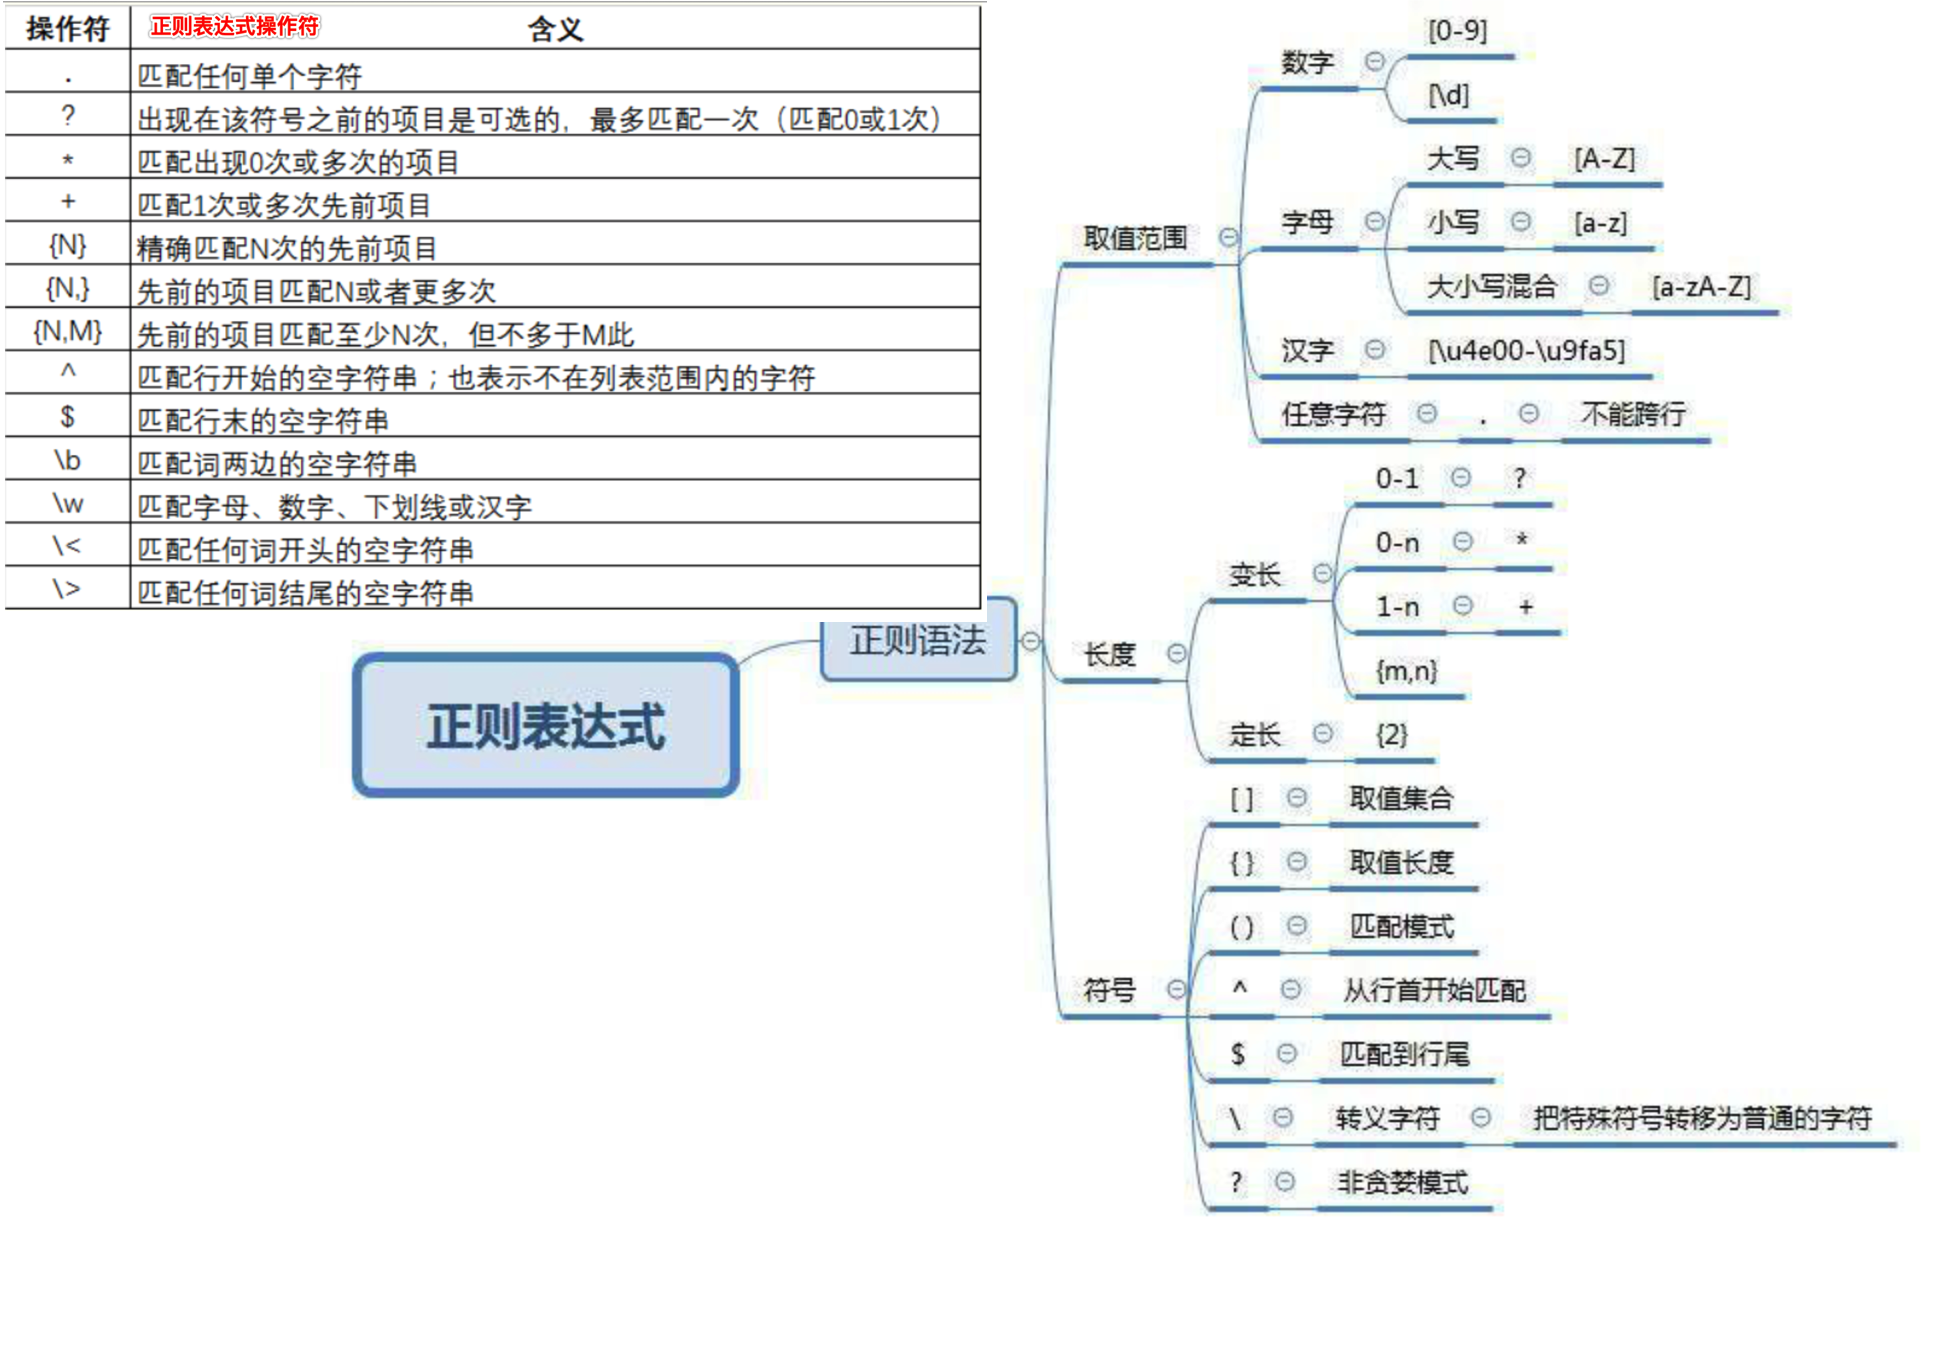 操作符 正则表达式操作符 含义
. 匹配任何单个字符
? 出现在该符号之前的项目是可选的，最多匹配一次（匹配0或1次）
* 匹配出现0次或多次的项目
+ 匹配1次或多次先前项目
{N} 精确匹配N次的先前项目
{N,} 先前的项目匹配N或者更多次
{N,M} 先前的项目匹配至少N次，但不多于M此
^ 匹配行开始的空字符串；也表示不在列表范围内的字符
$ 匹配行末的空字符串
\b 匹配词两边的空字符串
\w 匹配字母、数字、下划线或汉字
\< 匹配任何词开头的空字符串
\> 匹配任何词结尾的空字符串
正则表达式
正则语法
取值范围
数字
[0-9]
[\d]
字母
大写 [A-Z]
小写 [a-z]
大小写混合 [a-zA-Z]
汉字 [\u4e00-\u9fa5]
任意字符 . 不能跨行
长度
变长
0-1 ?
0-n *
1-n +
{m,n}
定长 {2}
符号
[ ] 取值集合
{ } 取值长度
( ) 匹配模式
^ 从行首开始匹配
$ 匹配到行尾
\ 转义字符 把特殊符号转移为普通的字符
? 非贪婪模式